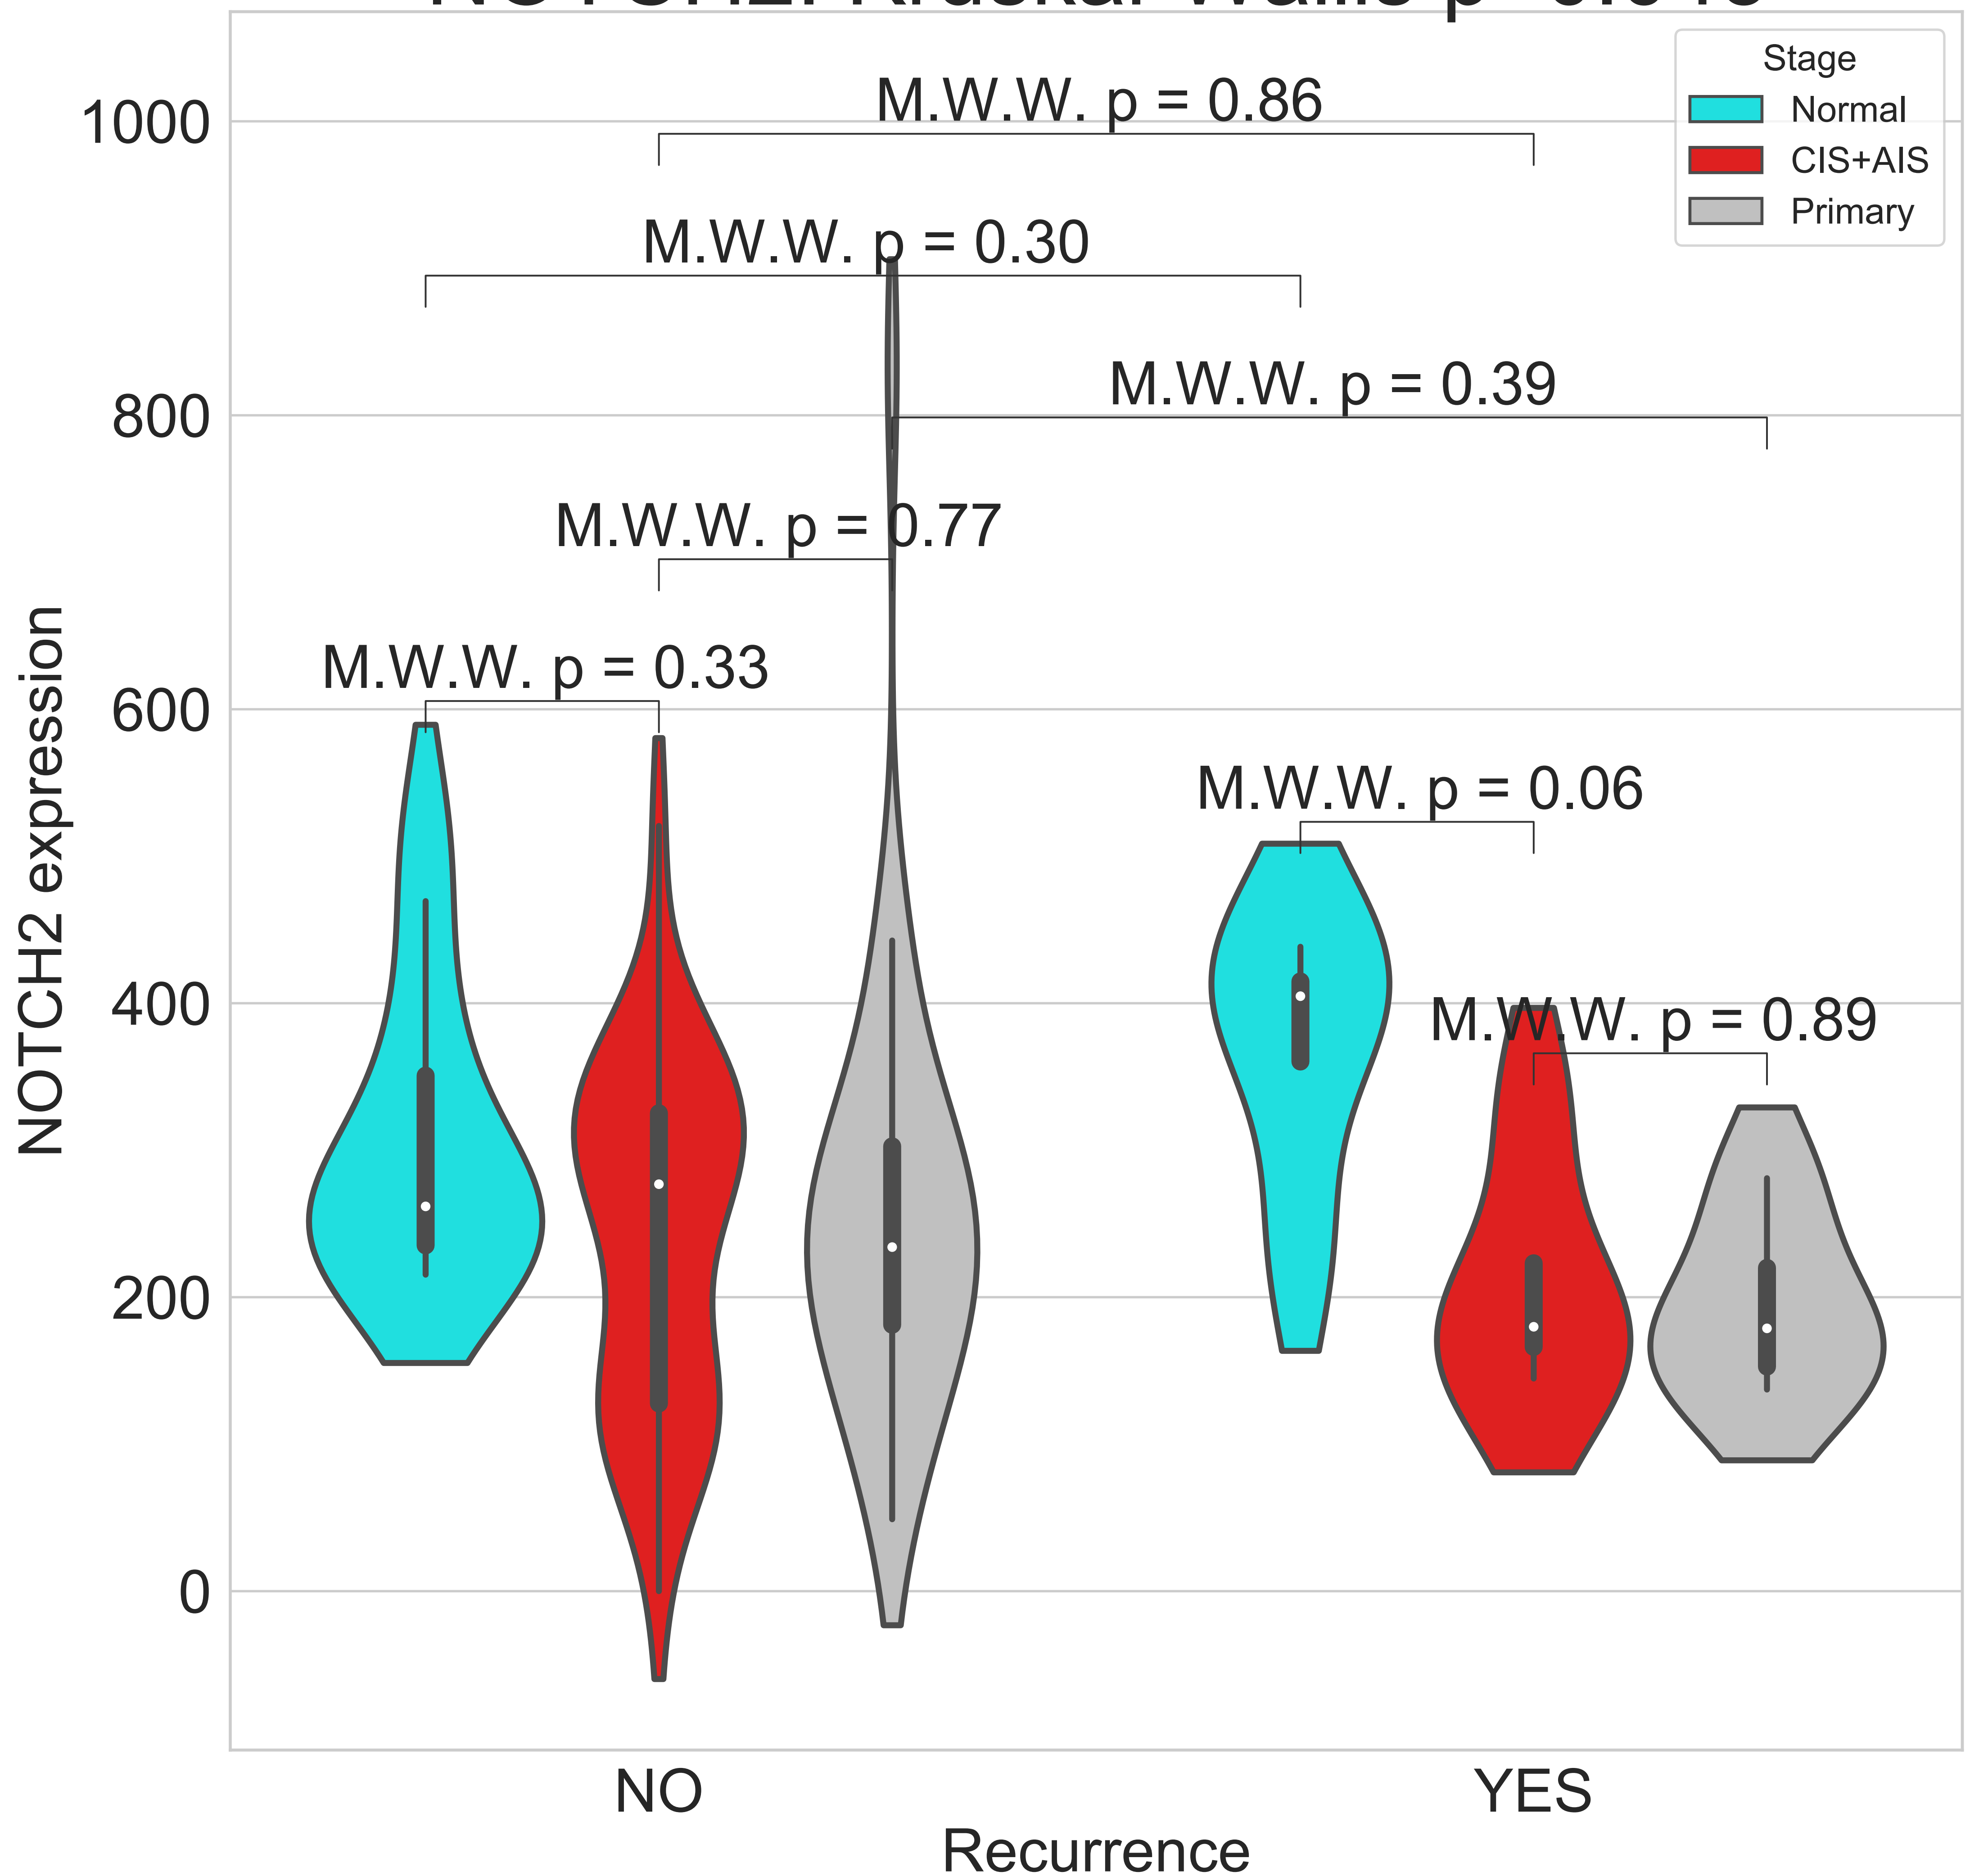 Stage
Normal
CIS+AIS
Primary
M.W.W. p = 0.86
M.W.W. p = 0.30
M.W.W. p = 0.39
M.W.W. p = 0.77
M.W.W. p = 0.33
M.W.W. p = 0.06
M.W.W. p = 0.89
1000
800
600
400
200
0
NOTCH2 expression
NO
YES
Recurrence